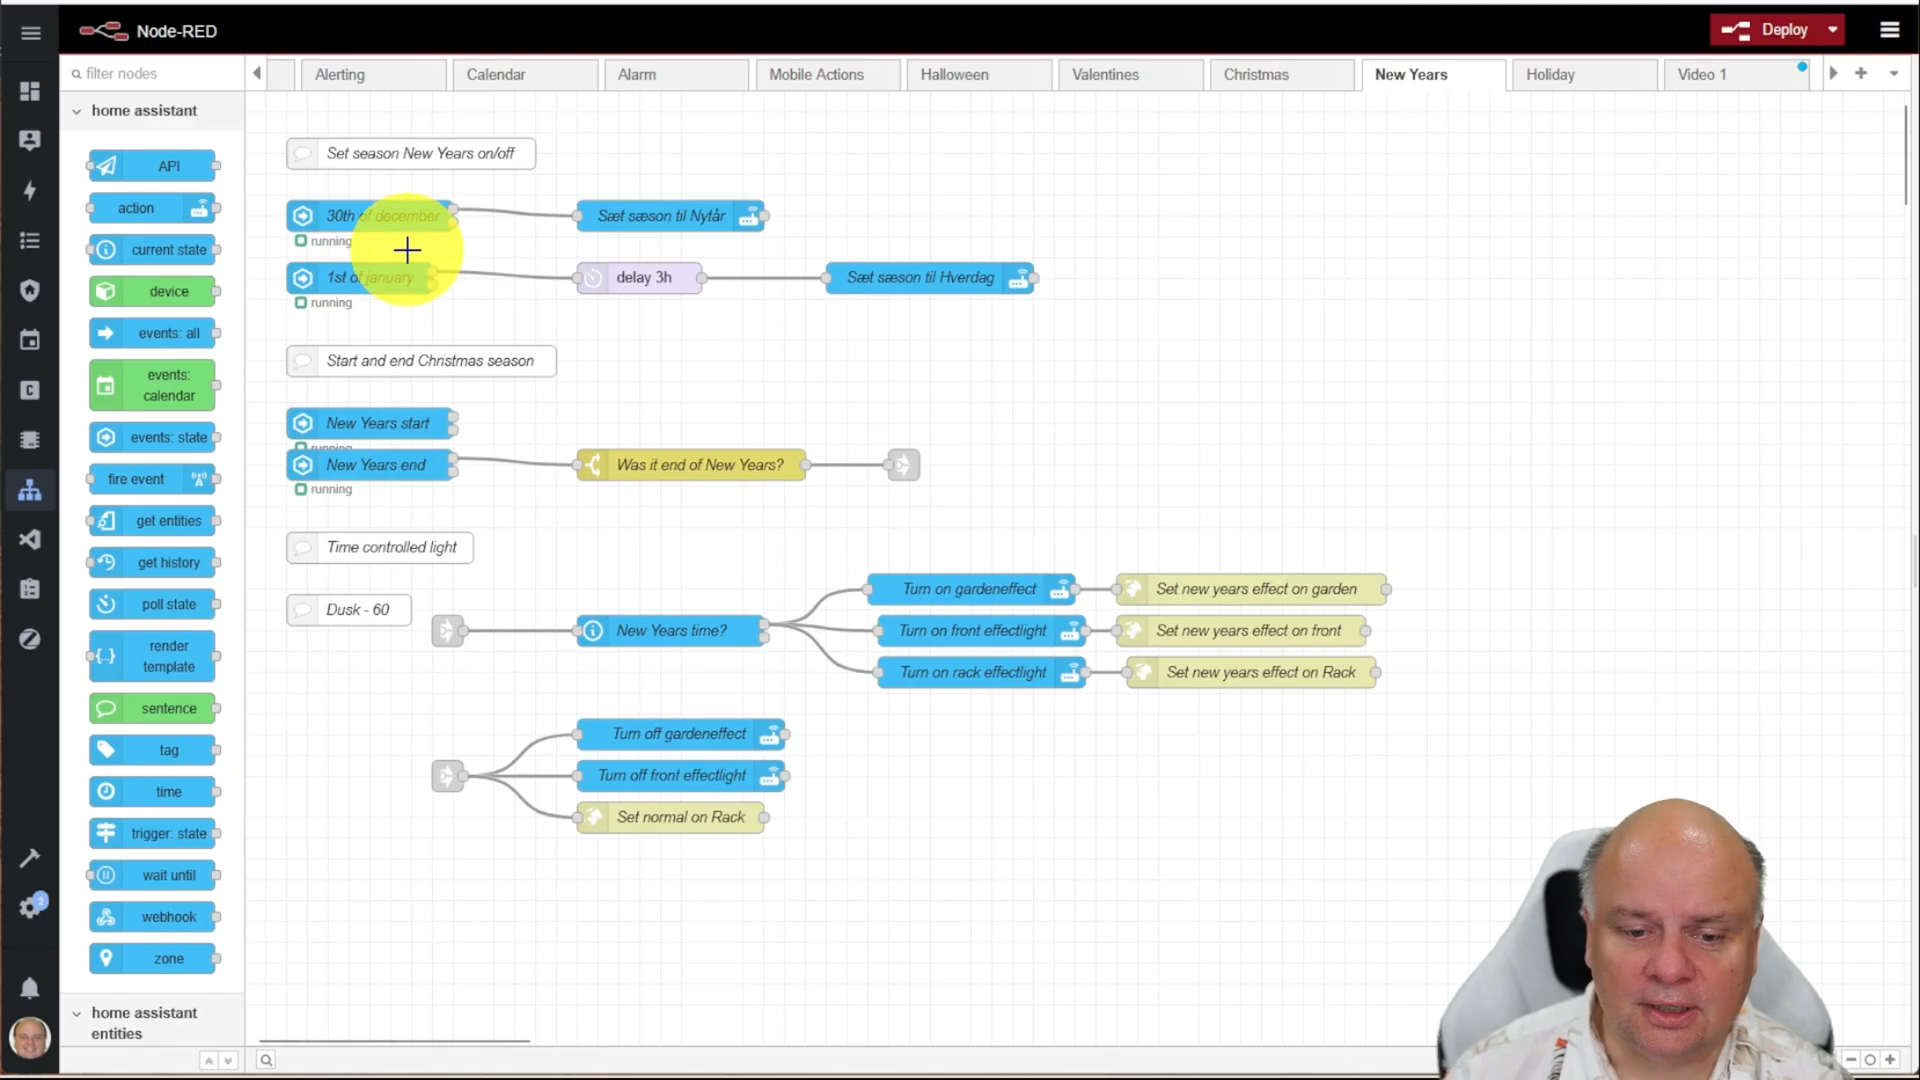 Node-RED
Deploy
filter nodes
Alerting
Calendar
Alarm
Mobile Actions
Halloween
Valentines
Christmas
New Years
Holiday
Video 1
home assistant
API
action
current state
device
events: all
events:
calendar
events: state
fire event
get entities
get history
poll state
render
template
sentence
tag
time
trigger: state
wait until
webhook
zone
home assistant
entities
2
C
Set season New Years on/off
30th of december
running
Sæt sæson til Nytår
1st of january
running
delay 3h
Sæt sæson til Hverdag
Start and end Christmas season
New Years start
running
New Years end
running
Was it end of New Years?
Time controlled light
Dusk - 60
New Years time?
Turn on gardeneffect
Set new years effect on garden
Turn on front effectlight
Set new years effect on front
Turn on rack effectlight
Set new years effect on Rack
Turn off gardeneffect
Turn off front effectlight
Set normal on Rack